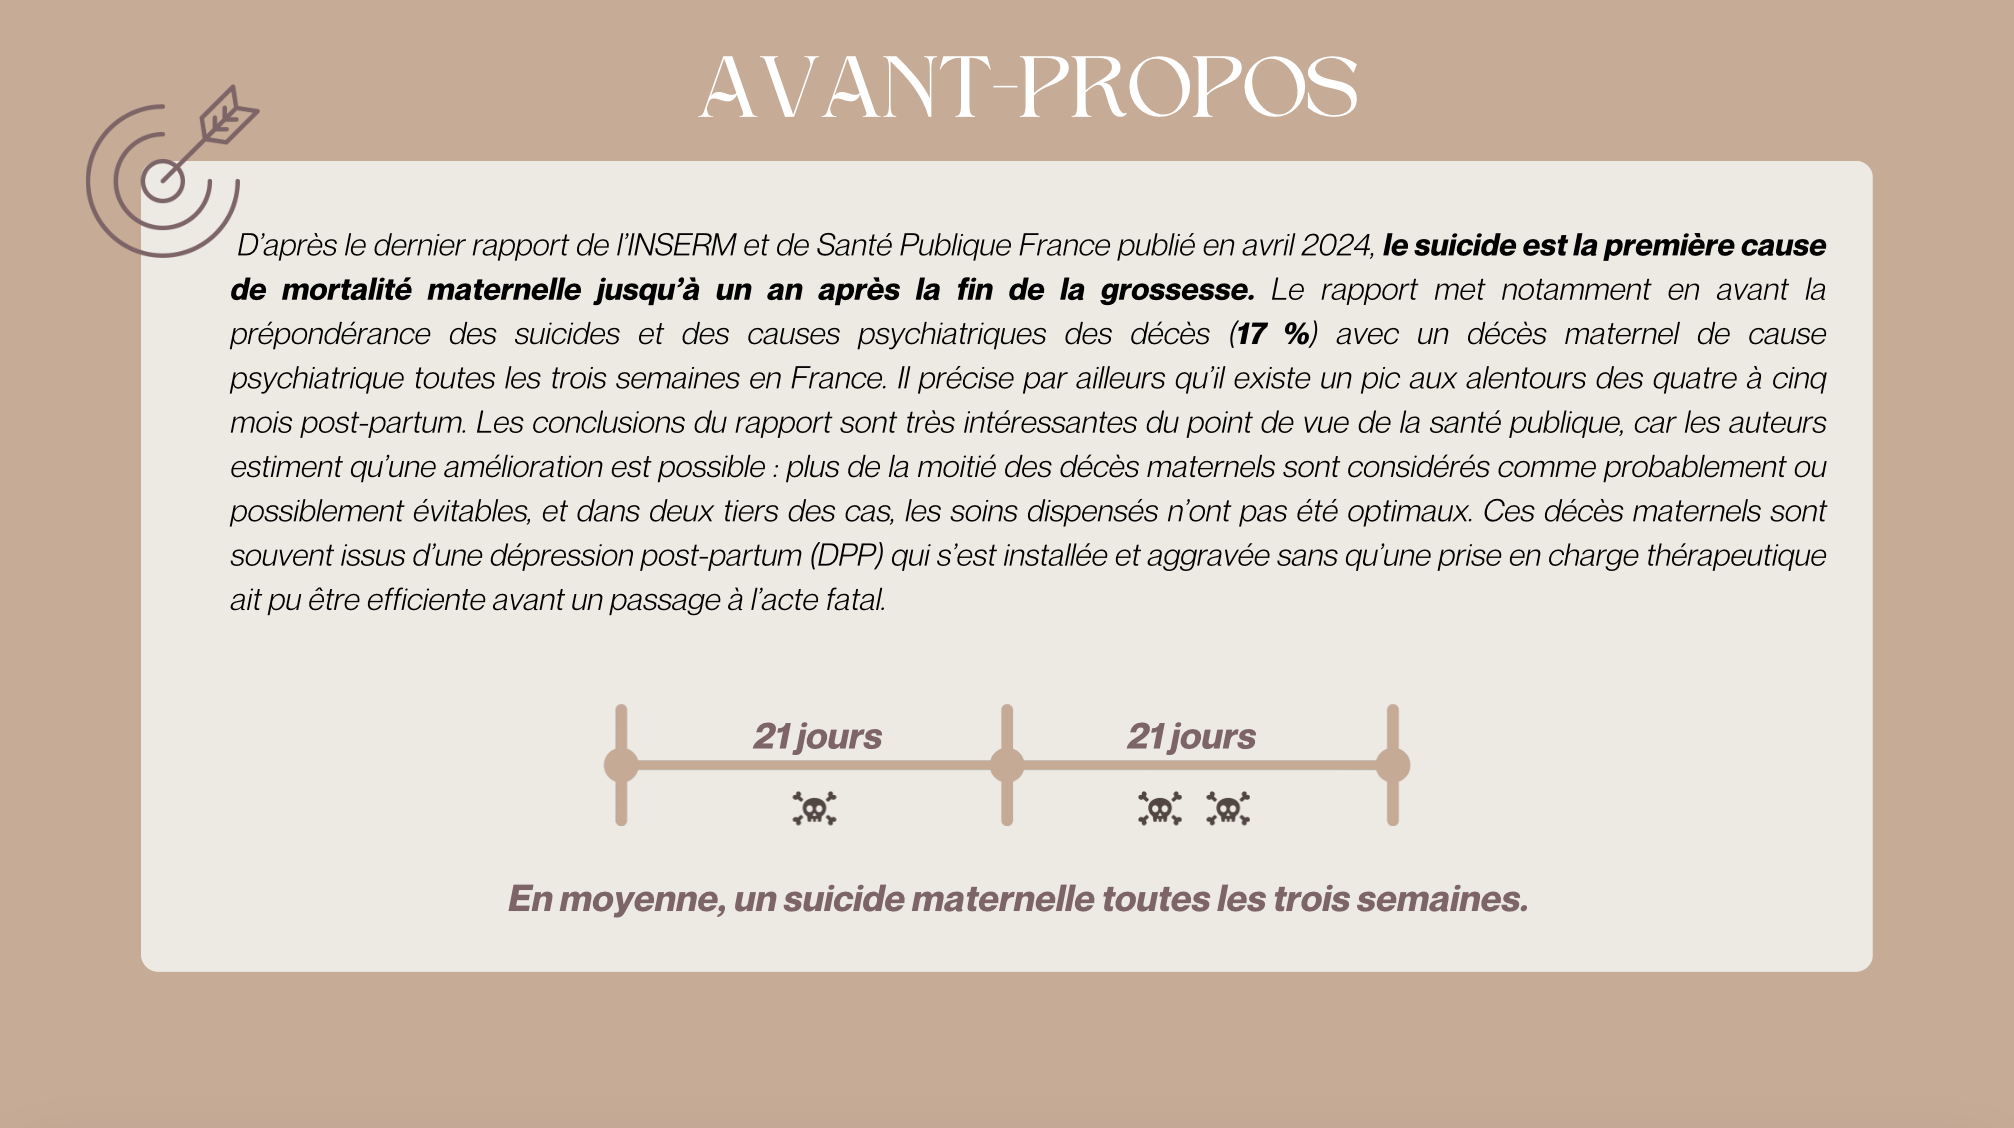 AVANT-PROPOS
D’après le dernier rapport de l’INSERM et de Santé Publique France publié en avril 2024, le suicide est la première cause
de mortalité maternelle jusqu’à un an après la fin de la grossesse. Le rapport met notamment en avant la
prépondérance des suicides et des causes psychiatriques des décès (17 %) avec un décès maternel de cause
psychiatrique toutes les trois semaines en France. Il précise par ailleurs qu’il existe un pic aux alentours des quatre à cinq
mois post-partum. Les conclusions du rapport sont très intéressantes du point de vue de la santé publique, car les auteurs
estiment qu’une amélioration est possible : plus de la moitié des décès maternels sont considérés comme probablement ou
possiblement évitables, et dans deux tiers des cas, les soins dispensés n’ont pas été optimaux. Ces décès maternels sont
souvent issus d’une dépression post-partum (DPP) qui s’est installée et aggravée sans qu’une prise en charge thérapeutique
ait pu être efficiente avant un passage à l’acte fatal.
21 jours 21 jours
En moyenne, un suicide maternelle toutes les trois semaines.